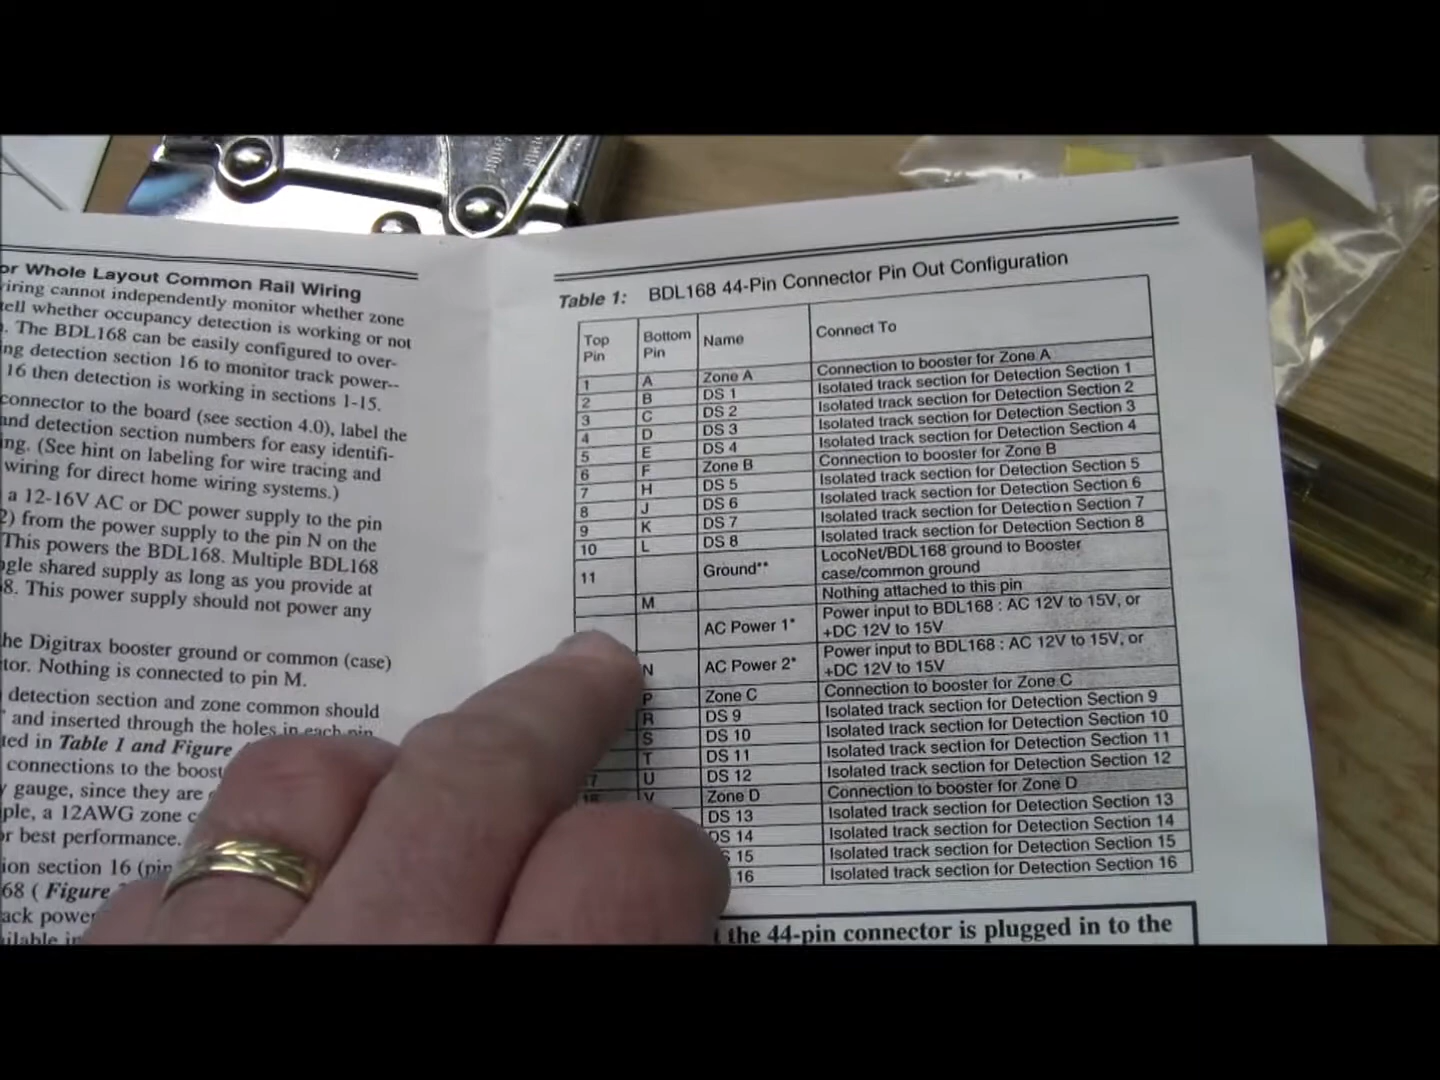 or Whole Layout Common Rail Wiring
iring cannot independently monitor whether zone
tell whether occupancy detection is working or not
. The BDL168 can be easily configured to over-
ng detection section 16 to monitor track power--
16 then detection is working in sections 1-15.
connector to the board (see section 4.0), label the
and detection section numbers for easy identifi-
ng. (See hint on labeling for wire tracing and
wiring for direct home wiring systems.)
a 12-16V AC or DC power supply to the pin
2) from the power supply to the pin N on the
This powers the BDL168. Multiple BDL168
gle shared supply as long as you provide at
8. This power supply should not power any
he Digitrax booster ground or common (case)
tor. Nothing is connected to pin M.
detection section and zone common should
and inserted through the holes in each pin
ted in Table 1 and Figure
connections to the boost
gauge, since they are
ple, a 12AWG zone c
or best performance.
ion section 16 (pin
68 ( Figure
ack power
Table 1: BDL168 44-Pin Connector Pin Out Configuration
Top Pin Bottom Pin Name Connect To
1 A Zone A Connection to booster for Zone A
2 B DS 1 Isolated track section for Detection Section 1
3 C DS 2 Isolated track section for Detection Section 2
4 D DS 3 Isolated track section for Detection Section 3
5 E DS 4 Isolated track section for Detection Section 4
6 F Zone B Connection to booster for Zone B
7 H DS 5 Isolated track section for Detection Section 5
8 J DS 6 Isolated track section for Detection Section 6
9 K DS 7 Isolated track section for Detection Section 7
10 L DS 8 Isolated track section for Detection Section 8
11 Ground** LocoNet/BDL168 ground to Booster
case/common ground
M Nothing attached to this pin
AC Power 1* Power input to BDL168 : AC 12V to 15V, or
+DC 12V to 15V
N AC Power 2* Power input to BDL168 : AC 12V to 15V, or
+DC 12V to 15V
P Zone C Connection to booster for Zone C
R DS 9 Isolated track section for Detection Section 9
S DS 10 Isolated track section for Detection Section 10
T DS 11 Isolated track section for Detection Section 11
17 U DS 12 Isolated track section for Detection Section 12
V Zone D Connection to booster for Zone D
DS 13 Isolated track section for Detection Section 13
DS 14 Isolated track section for Detection Section 14
15 Isolated track section for Detection Section 15
16 Isolated track section for Detection Section 16
the 44-pin connector is plugged in to the